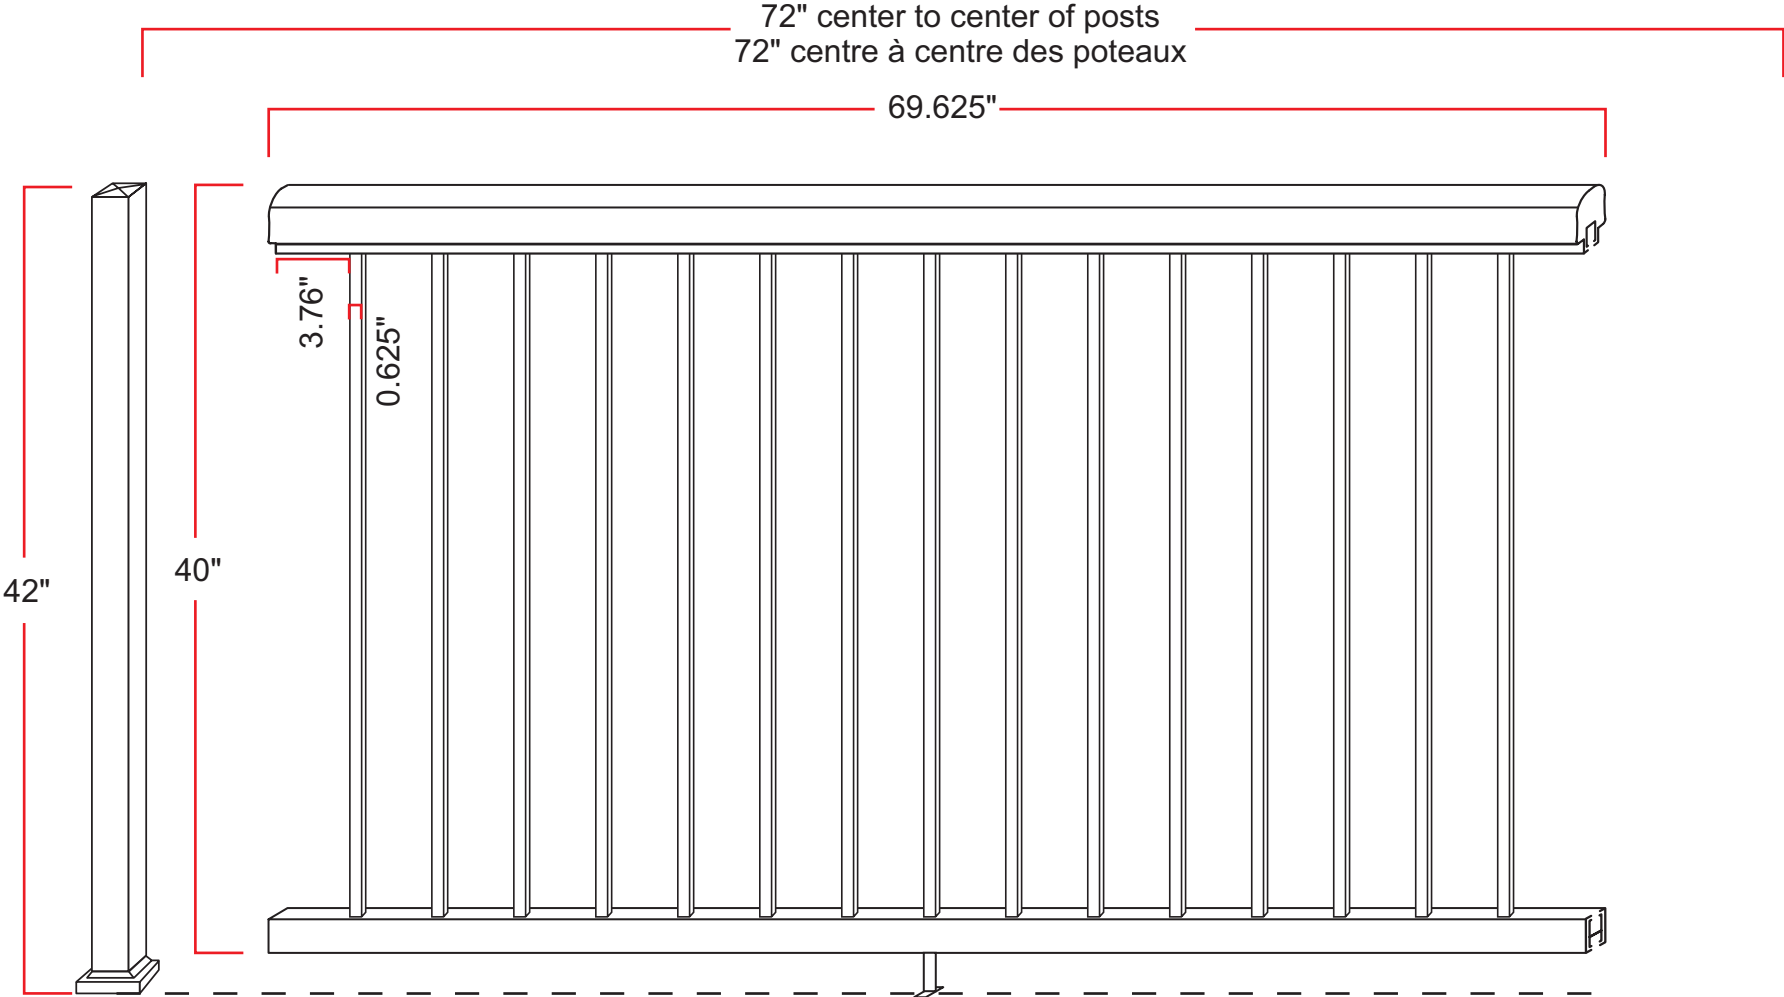 72" center to center of posts
72" centre à centre des poteaux
69.625"
3.76"
0.625"
40"
42"